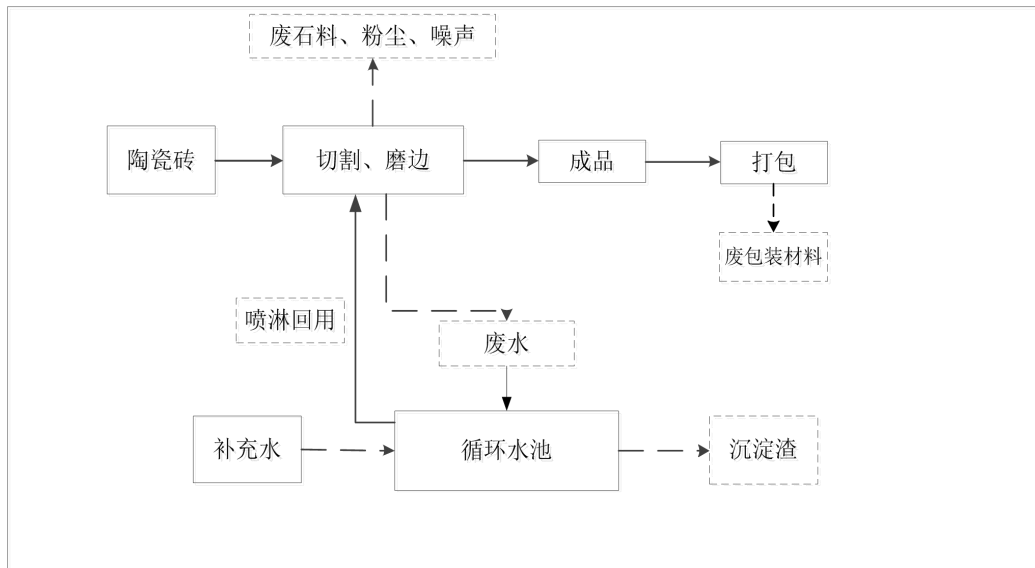 废石料、粉尘、噪声
陶瓷砖
切割、磨边
成品
打包
废包装材料
喷淋回用
废水
补充水
循环水池
沉淀渣